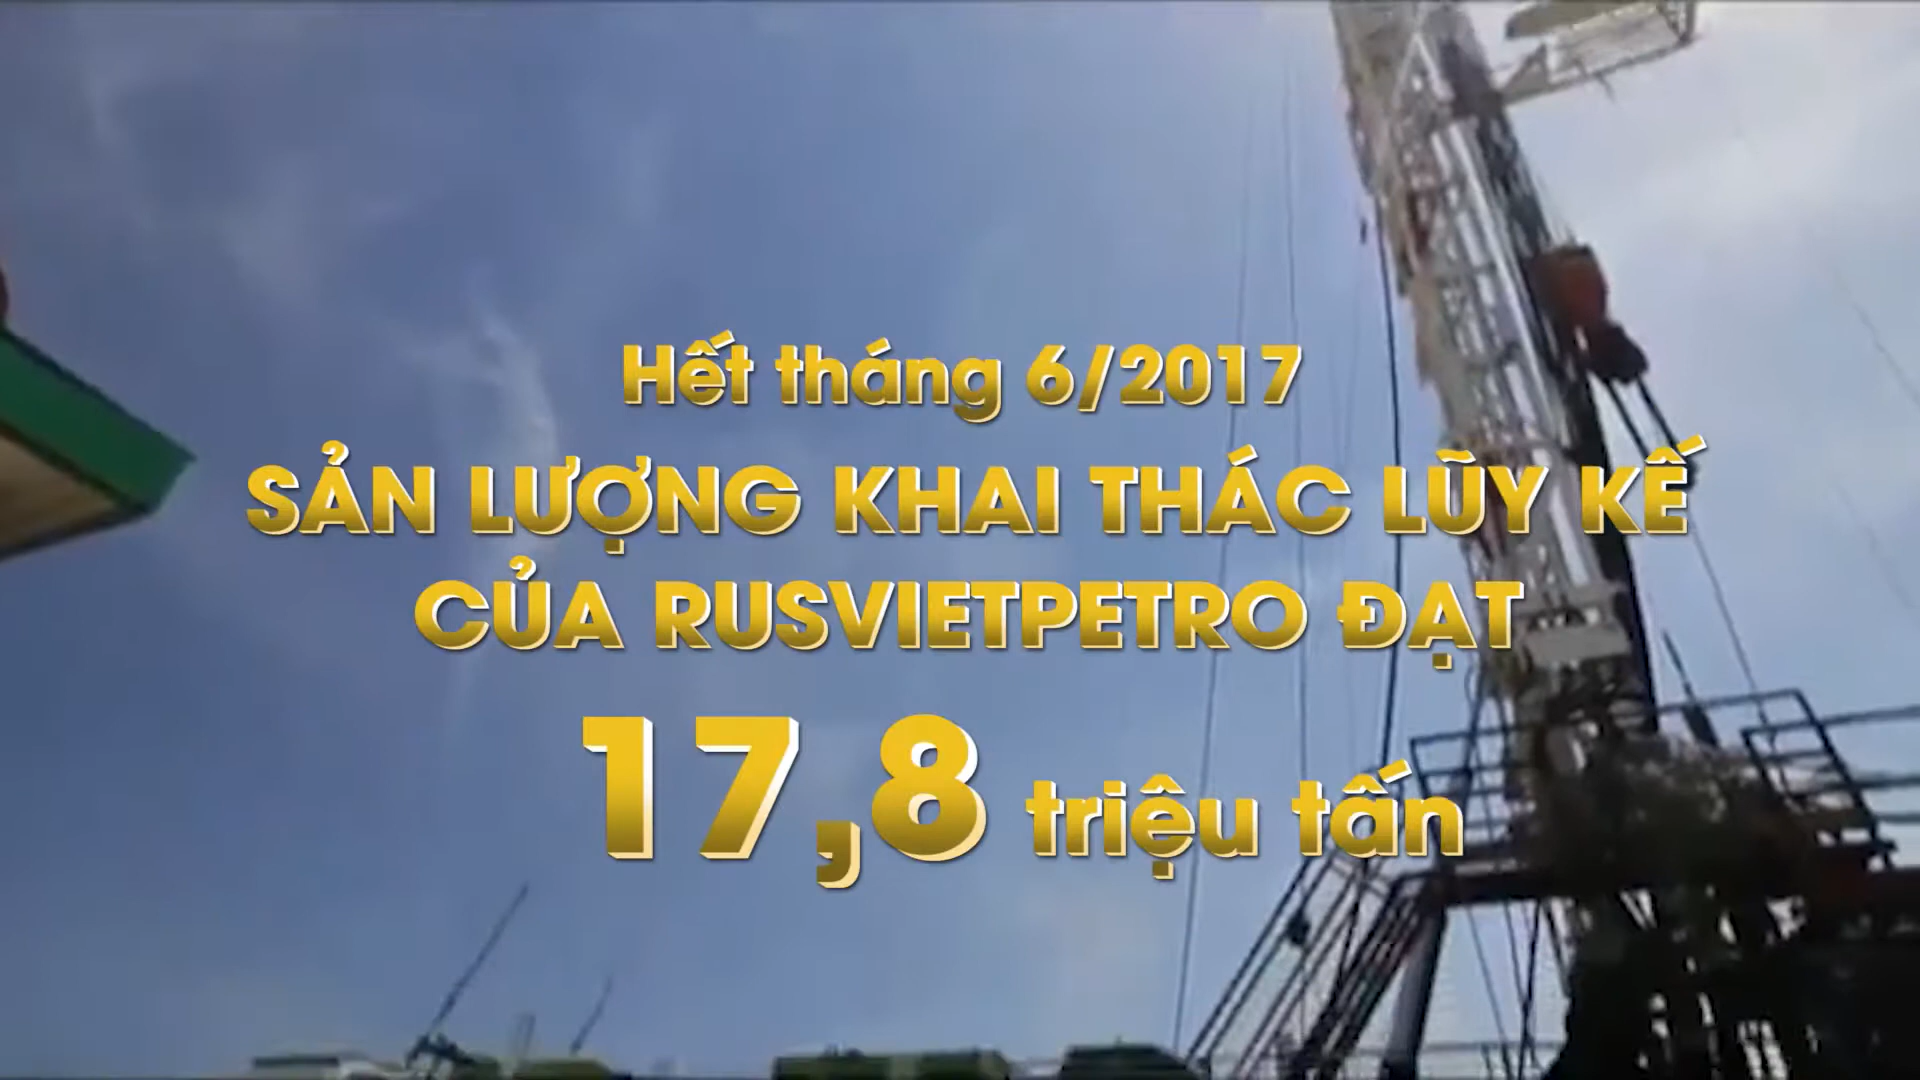 Hết tháng 6/2017
SẢN LƯỢNG KHAI THÁC LŨY KẾ
CỦA RUSVIETPETRO ĐẠT
17,8 triệu tấn